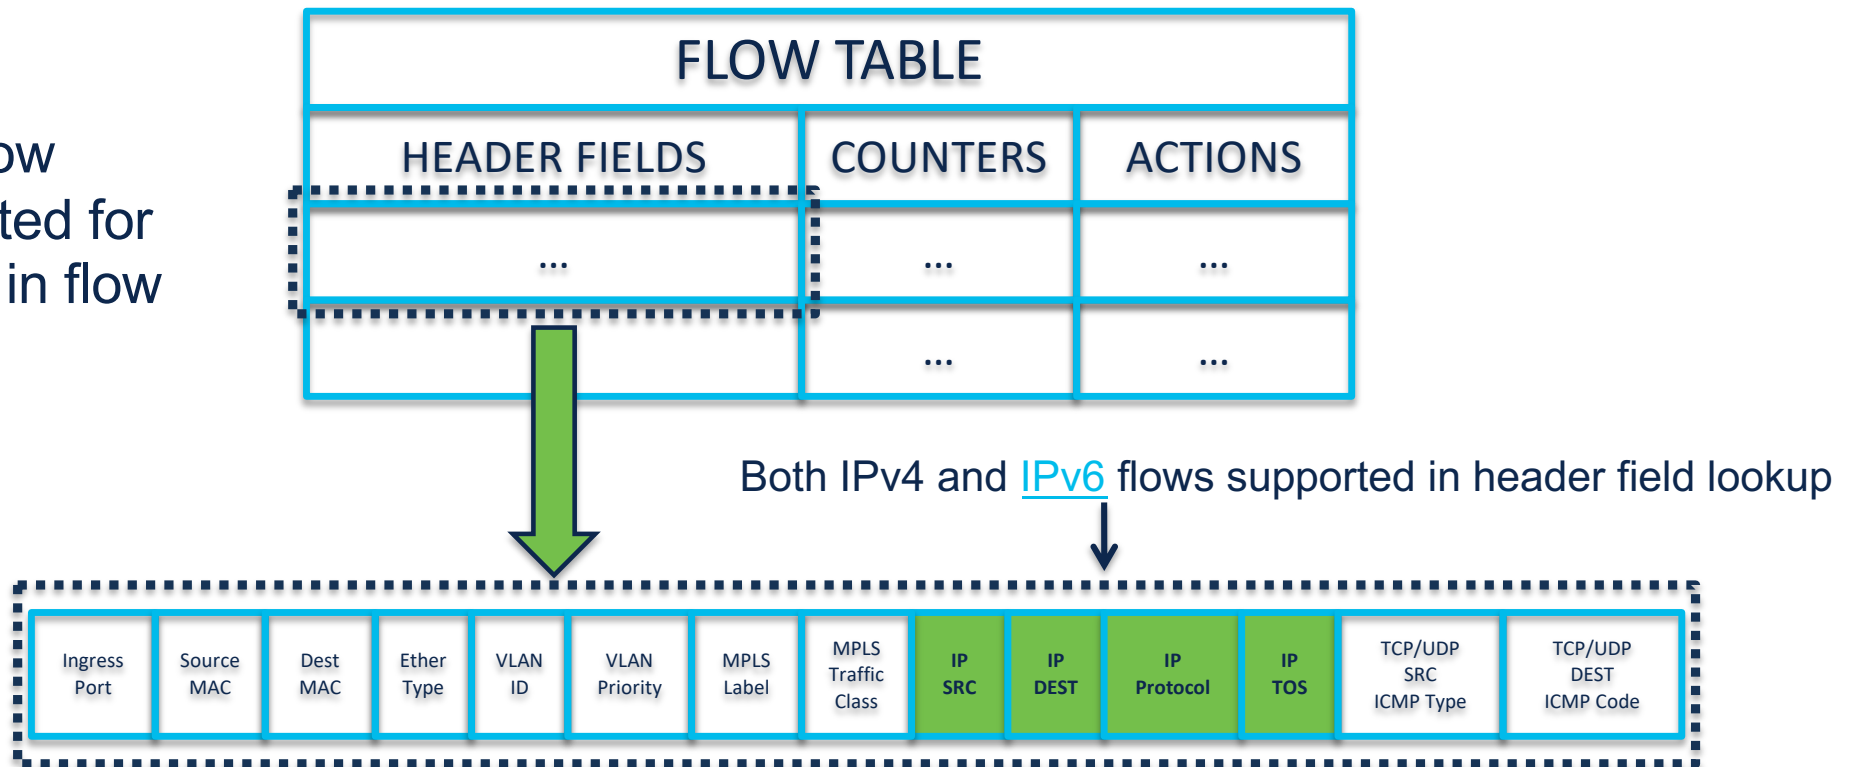 FLOW TABLE
HEADER FIELDS COUNTERS ACTIONS
... ... ...
... ...
ow
ted for
in flow
Both IPv4 and IPv6 flows supported in header field lookup
Ingress
Port
Source
MAC
Dest
MAC
Ether
Type
VLAN
ID
VLAN
Priority
MPLS
Label
MPLS
Traffic
Class
IP
SRC
IP
DEST
IP
Protocol
IP
TOS
TCP/UDP
SRC
ICMP Type
TCP/UDP
DEST
ICMP Code